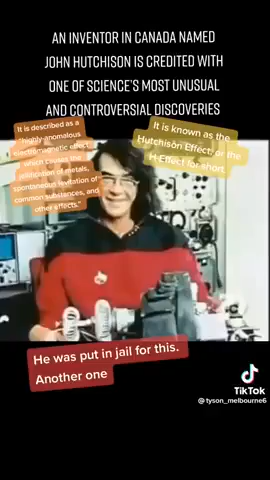 AN INVENTOR IN CANADA NAMED
JOHN HUTCHISON IS CREDITED WITH
ONE OF SCIENCE'S MOST UNUSUAL
AND CONTROVERSIAL DISCOVERIES
It is described as a
"highly anomalous
electromagnetic effect
which causes the
jellification of metals,
spontaneous levitation of
common substances, and
other effects."
It is known as the
Hutchison Effect, or the
H-Effect for short.
He was put in jail for this.
Another one
TikTok
@tyson_melbourne6